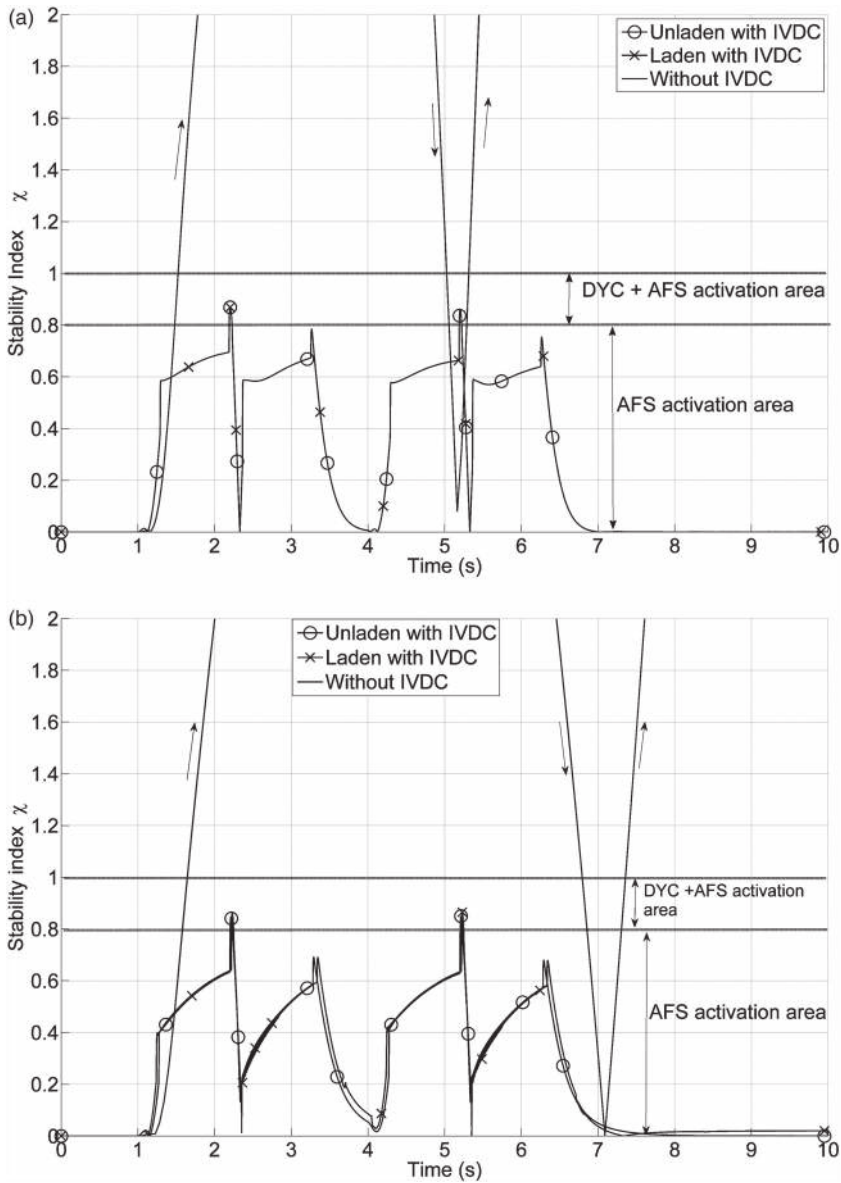 (a)
2
1.8
1.6
1.4
1.2
1
0.8
0.6
0.4
0.2
0
Stability Index χ
Unladen with IVDC
Laden with IVDC
Without IVDC
DYC + AFS activation area
AFS activation area
0 1 2 3 4 5 6 7 8 9 10
Time (s)
(b)
2
1.8
1.6
1.4
1.2
1
0.8
0.6
0.4
0.2
0
Stability index χ
Unladen with IVDC
Laden with IVDC
Without IVDC
DYC +AFS activation
area
AFS activation area
0 1 2 3 4 5 6 7 8 9 10
Time (s)